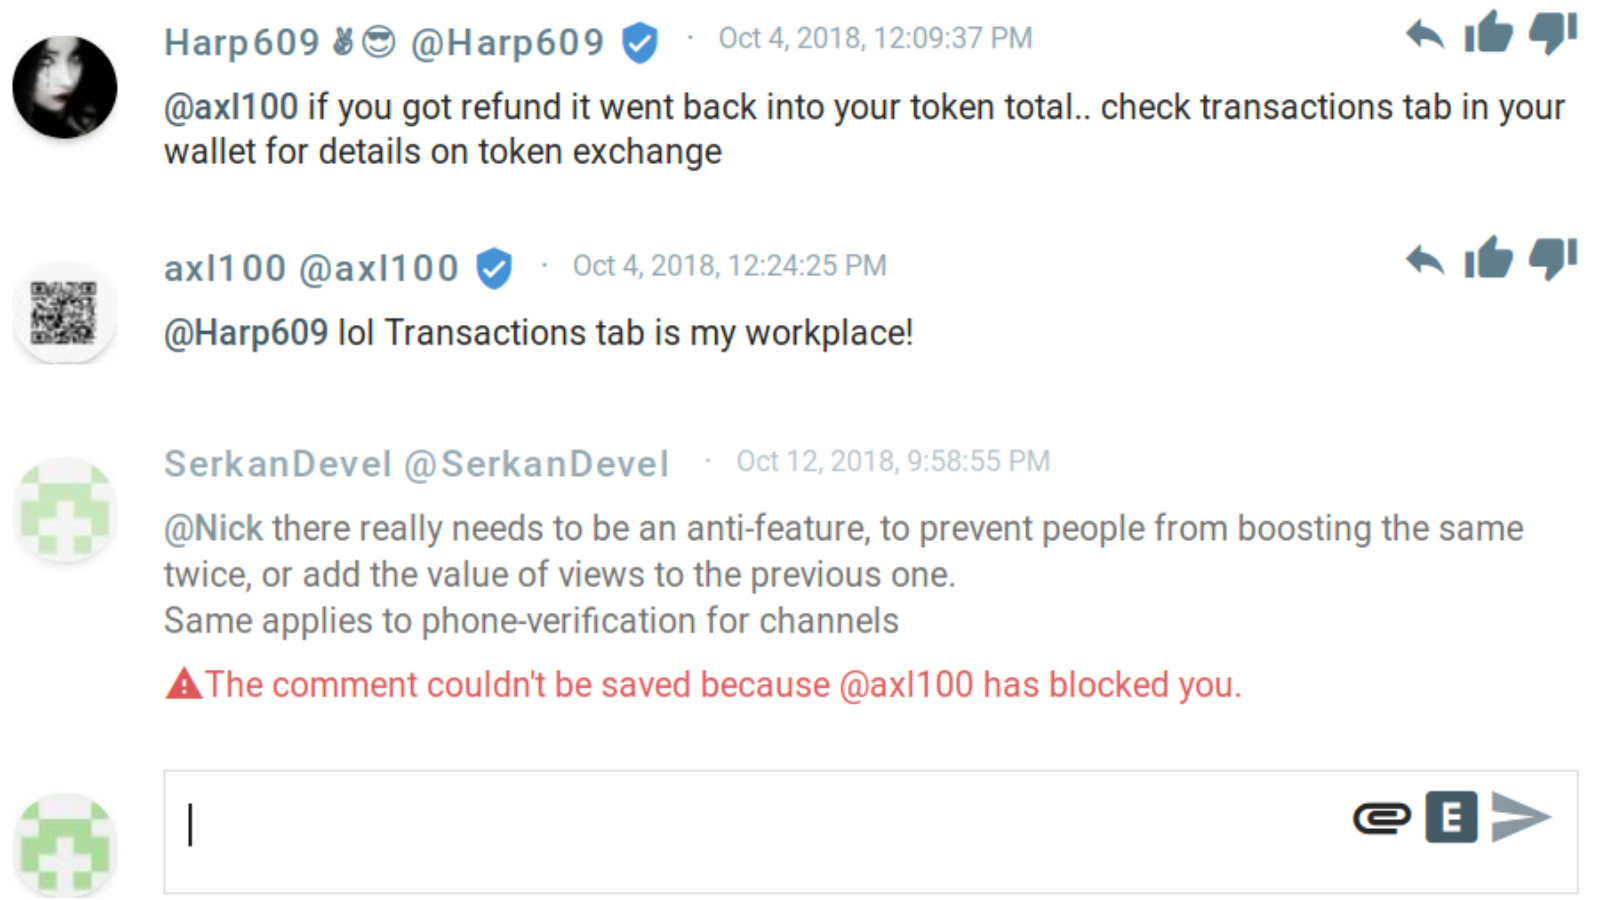 Harp609 ✌😎 @Harp609 · Oct 4, 2018, 12:09:37 PM
@axl100 if you got refund it went back into your token total.. check transactions tab in your
wallet for details on token exchange
axl100 @axl100 · Oct 4, 2018, 12:24:25 PM
@Harp609 lol Transactions tab is my workplace!
SerkanDevel @SerkanDevel · Oct 12, 2018, 9:58:55 PM
@Nick there really needs to be an anti-feature, to prevent people from boosting the same
twice, or add the value of views to the previous one.
Same applies to phone-verification for channels
The comment couldn't be saved because @axl100 has blocked you.
E